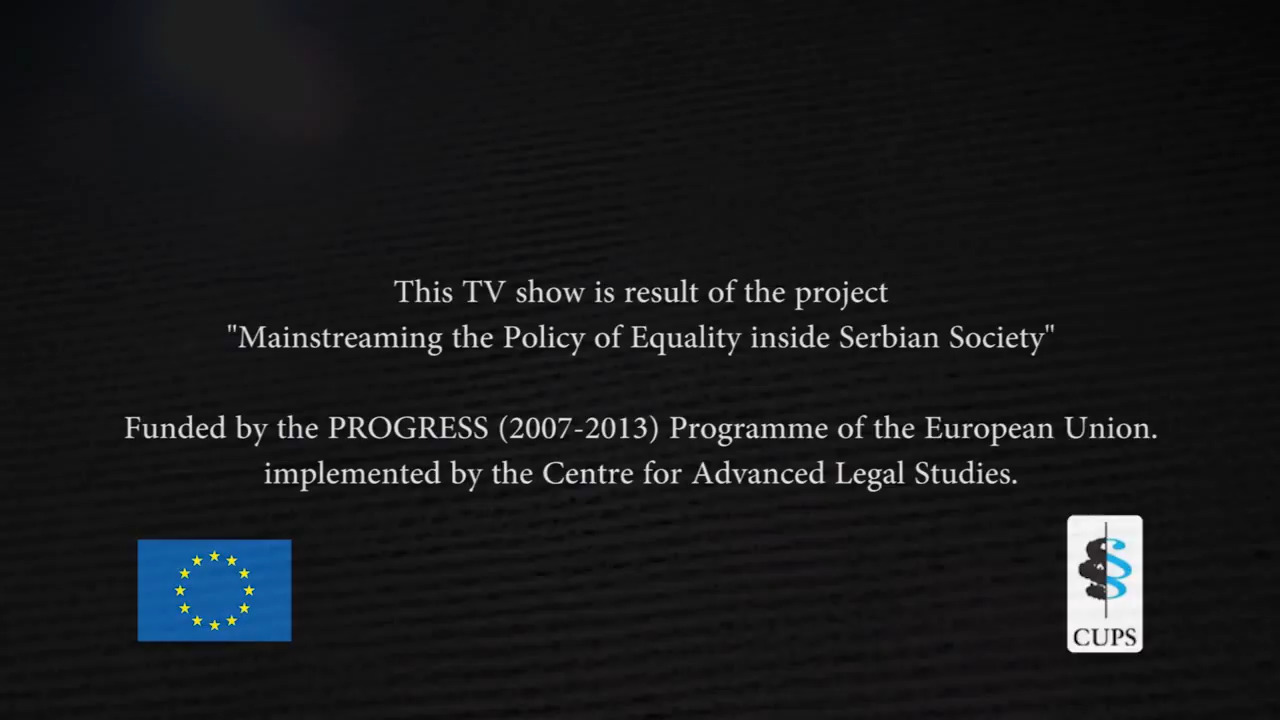 This TV show is result of the project
"Mainstreaming the Policy of Equality inside Serbian Society"
Funded by the PROGRESS (2007-2013) Programme of the European Union.
implemented by the Centre for Advanced Legal Studies.
CUPS